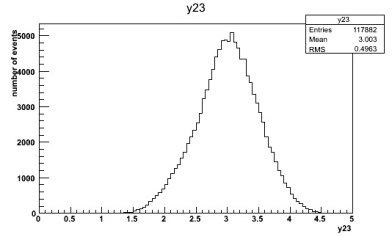 y23
y23
Entries 117882
Mean 3.003
RMS 0.4963
number of events
5000
4000
3000
2000
1000
0
0 0.5 1 1.5 2 2.5 3 3.5 4 4.5 5
y23